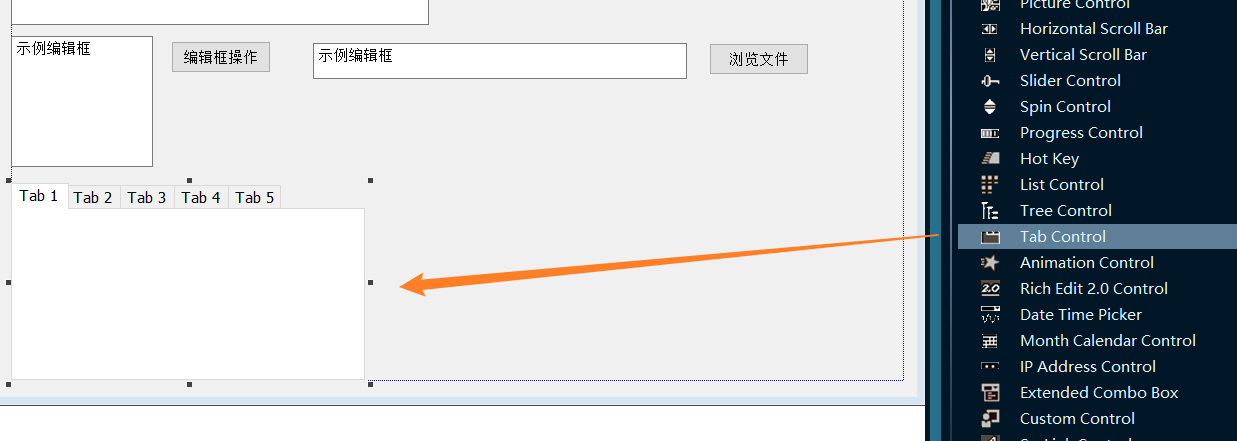 Picture Control
Horizontal Scroll Bar
示例编辑框
编辑框操作
示例编辑框
浏览文件
Vertical Scroll Bar
Slider Control
Spin Control
Progress Control
Hot Key
List Control
Tab 1
Tab 2
Tab 3
Tab 4
Tab 5
Tree Control
Tab Control
Animation Control
2.0
Rich Edit 2.0 Control
Date Time Picker
Month Calendar Control
IP Address Control
Extended Combo Box
Custom Control